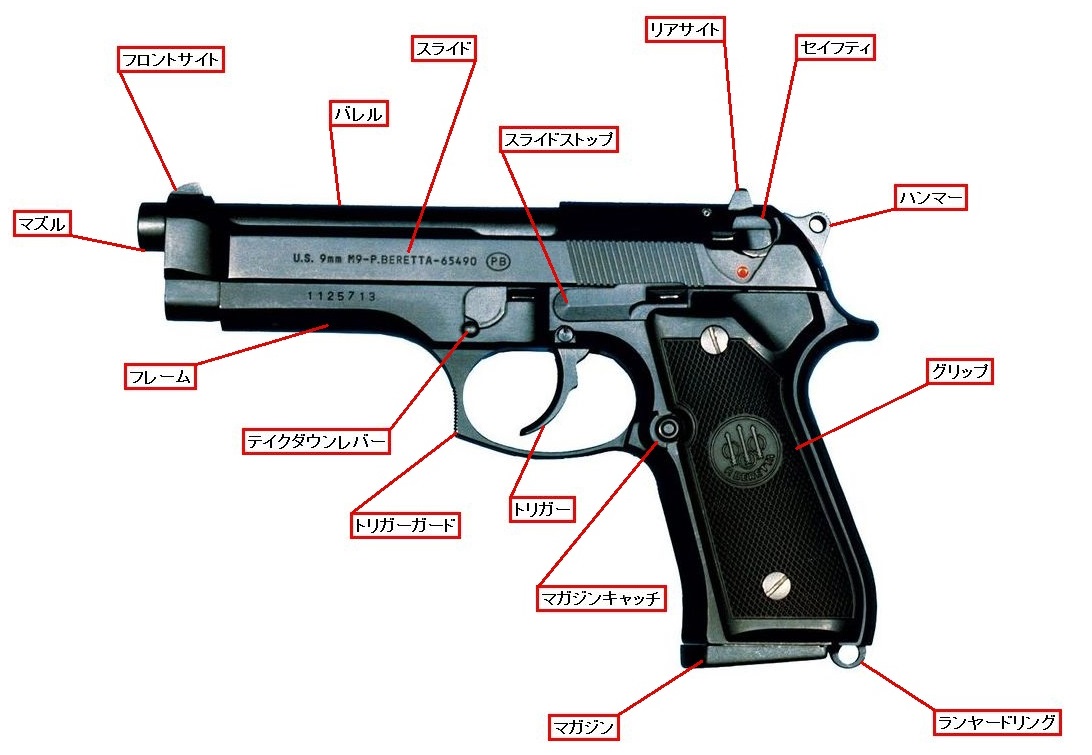 リアサイト
スライド
セイフティ
フロントサイト
バレル
スライドストップ
ハンマー
マズル
U.S. 9mm M9-P.BERETTA-65490 PB
1125713
フレーム
グリップ
テイクダウンレバー
P. BERETTA
トリガー
トリガーガード
マガジンキャッチ
マガジン
ランヤードリング